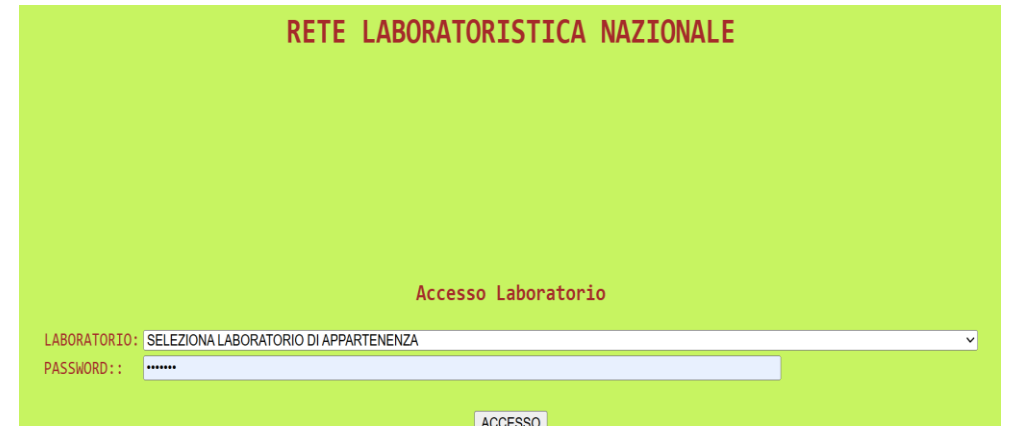 RETE LABORATORISTICA NAZIONALE
Accesso Laboratorio
LABORATORIO: SELEZIONA LABORATORIO DI APPARTENENZA
PASSWORD:: •••••••
ACCESSO